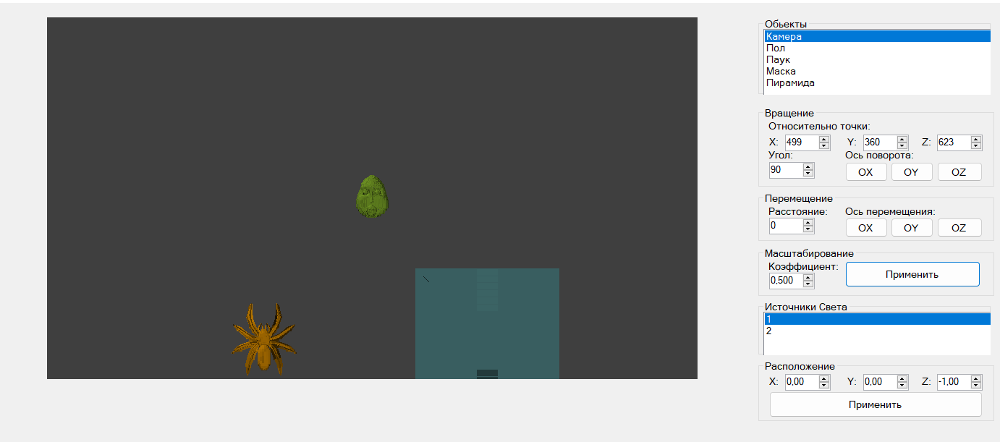 Обьекты
Камера
Пол
Паук
Маска
Пирамида
Вращение
Относительно точки:
X: 499 Y: 360 Z: 623
Угол: Ось поворота:
90 OX OY OZ
Перемещение
Расстояние: Ось перемещения:
0 OX OY OZ
Масштабирование
Коэффициент:
0,500 Применить
Источники Света
1
2
Расположение
X: 0,00 Y: 0,00 Z: -1,00
Применить